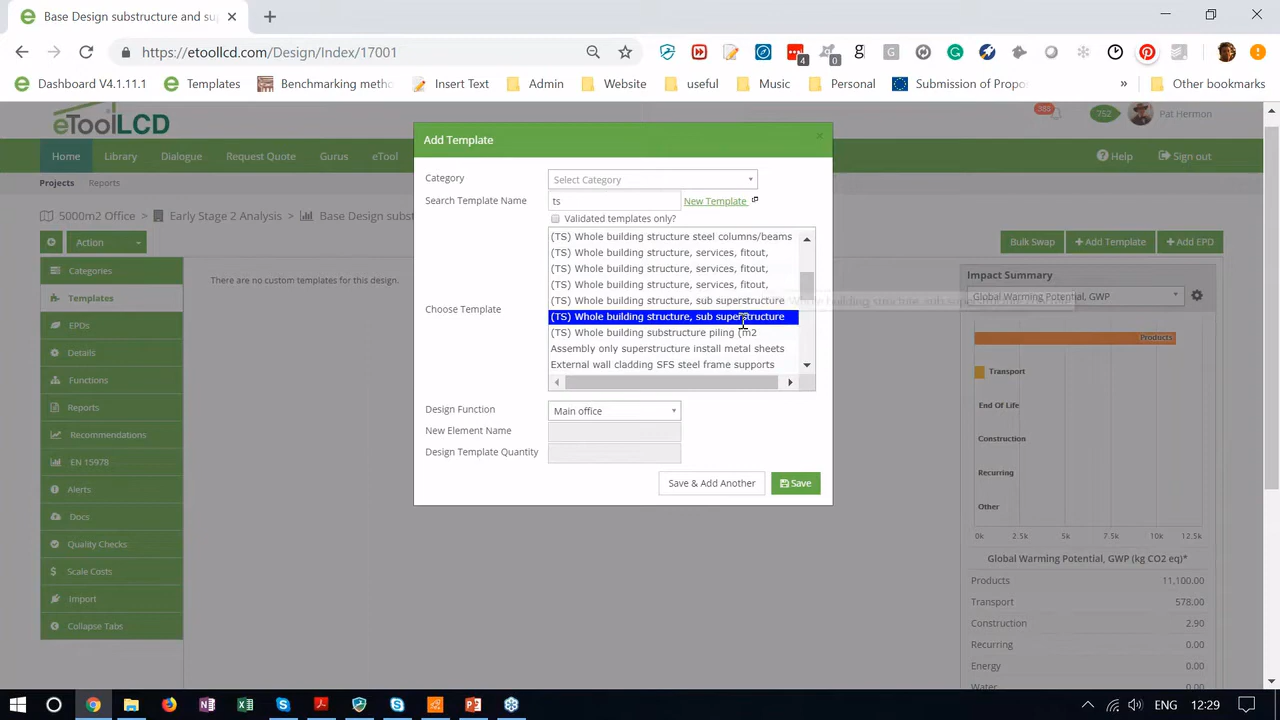 Base Design substructure and su
https://etoollcd.com/Design/Index/17001
4
0
g
G
Dashboard V4.1.11.1
Templates
Benchmarking metho
Insert Text
Admin
Website
useful
Music
Personal
Submission of Propo
»
Other bookmarks
eToolLCD
385
752
Pat Hermon
Home
Library
Dialogue
Request Quote
Gurus
eTool
Help
Sign out
Projects
Reports
5000m2 Office
Early Stage 2 Analysis
Base Design subst
Action
Bulk Swap
Add Template
Add EPD
Categories
Templates
EPDs
Details
Functions
Reports
Recommendations
EN 15978
Alerts
Docs
Quality Checks
Scale Costs
Import
Collapse Tabs
There are no custom templates for this design.
Add Template
×
Category
Select Category
Search Template Name
ts
New Template
Validated templates only?
Choose Template
(TS) Whole building structure steel columns/beams
(TS) Whole building structure, services, fitout,
(TS) Whole building structure, services, fitout,
(TS) Whole building structure, services, fitout,
(TS) Whole building structure, sub superstructure
(TS) Whole building structure, sub superstructure
(TS) Whole building substructure piling (m2
Assembly only superstructure install metal sheets
External wall cladding SFS steel frame supports
Design Function
Main office
New Element Name
Design Template Quantity
Save & Add Another
Save
Impact Summary
Global Warming Potential, GWP
Products
Transport
End Of Life
Construction
Recurring
Other
0k 2.5k 5k 7.5k 10k 12.5k
Global Warming Potential, GWP (kg CO2 eq)*
Products 11,100.00
Transport 578.00
Construction 2.90
Recurring 0.00
Energy 0.00
Water 0.00
ENG
12:29